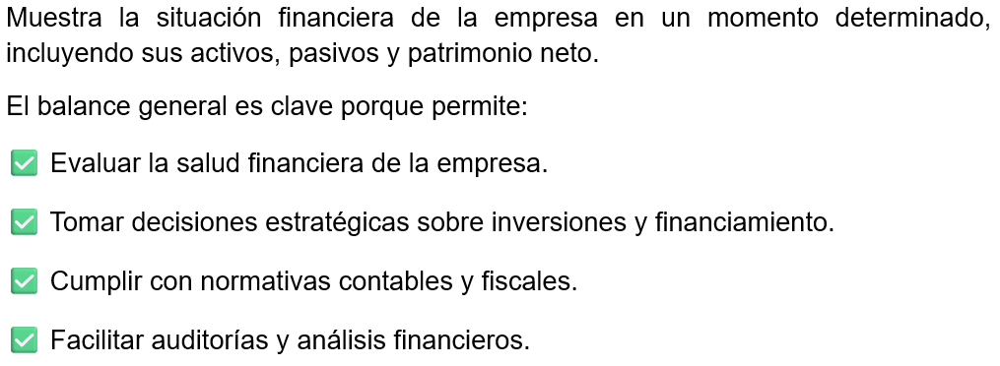 Muestra la situación financiera de la empresa en un momento determinado,
incluyendo sus activos, pasivos y patrimonio neto.
El balance general es clave porque permite:
✅ Evaluar la salud financiera de la empresa.
✅ Tomar decisiones estratégicas sobre inversiones y financiamiento.
✅ Cumplir con normativas contables y fiscales.
✅ Facilitar auditorías y análisis financieros.